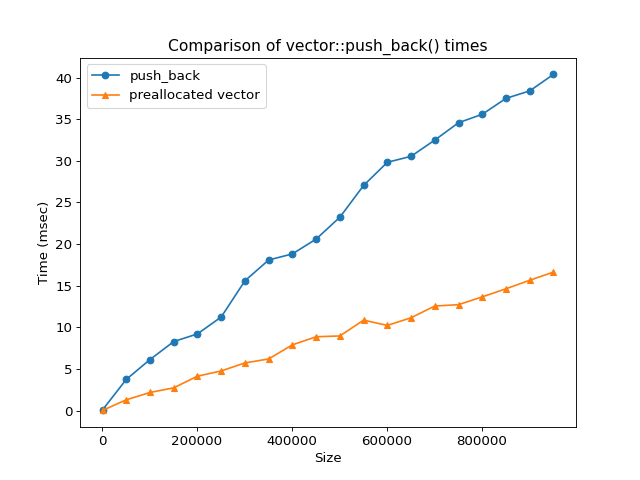 Comparison of vector::push_back() times
push_back
preallocated vector
40
35
30
25
20
15
10
5
0
Time (msec)
0 200000 400000 600000 800000
Size